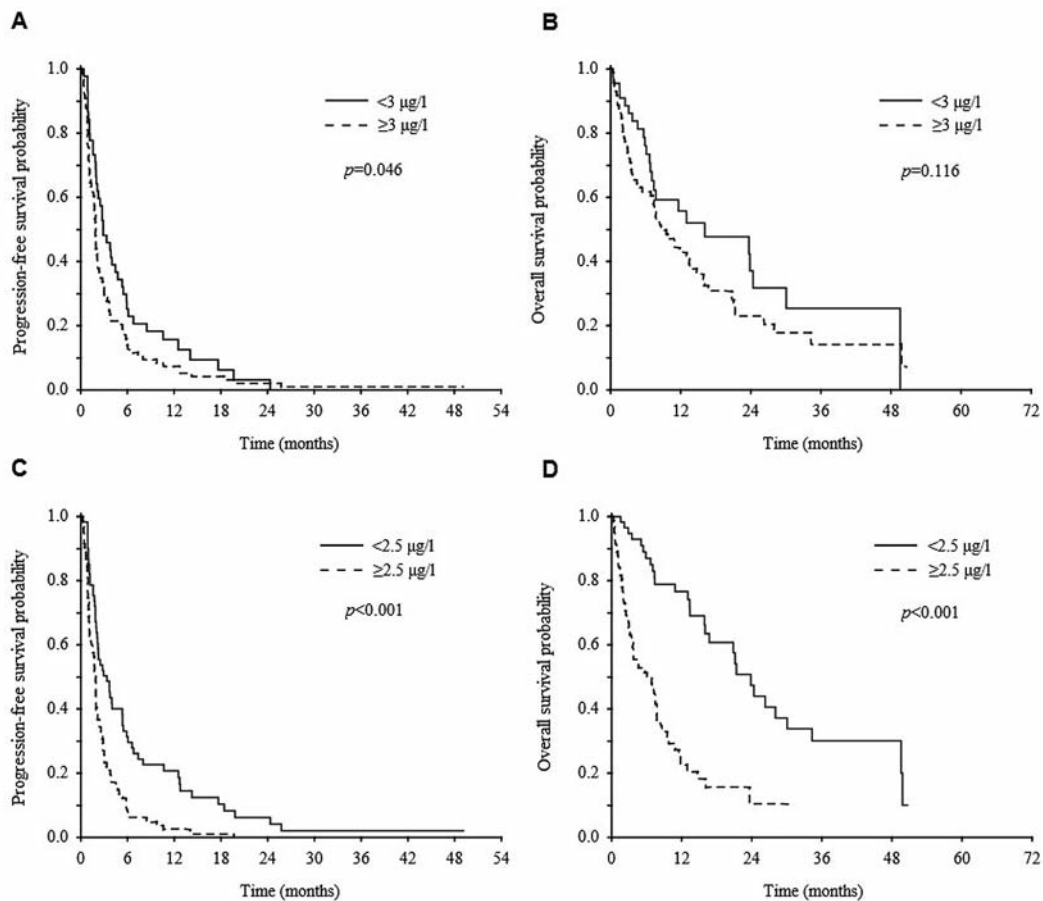 A
Progression-free survival probability
1.0
0.8
0.6
0.4
0.2
0.0
<3 µg/l
≥3 µg/l
p=0.046
0 6 12 18 24 30 36 42 48 54
Time (months)
B
Overall survival probability
1.0
0.8
0.6
0.4
0.2
0.0
<3 µg/l
≥3 µg/l
p=0.116
0 12 24 36 48 60 72
Time (months)
C
Progression-free survival probability
1.0
0.8
0.6
0.4
0.2
0.0
<2.5 µg/l
≥2.5 µg/l
p<0.001
0 6 12 18 24 30 36 42 48 54
Time (months)
D
Overall survival probability
1.0
0.8
0.6
0.4
0.2
0.0
<2.5 µg/l
≥2.5 µg/l
p<0.001
0 12 24 36 48 60 72
Time (months)